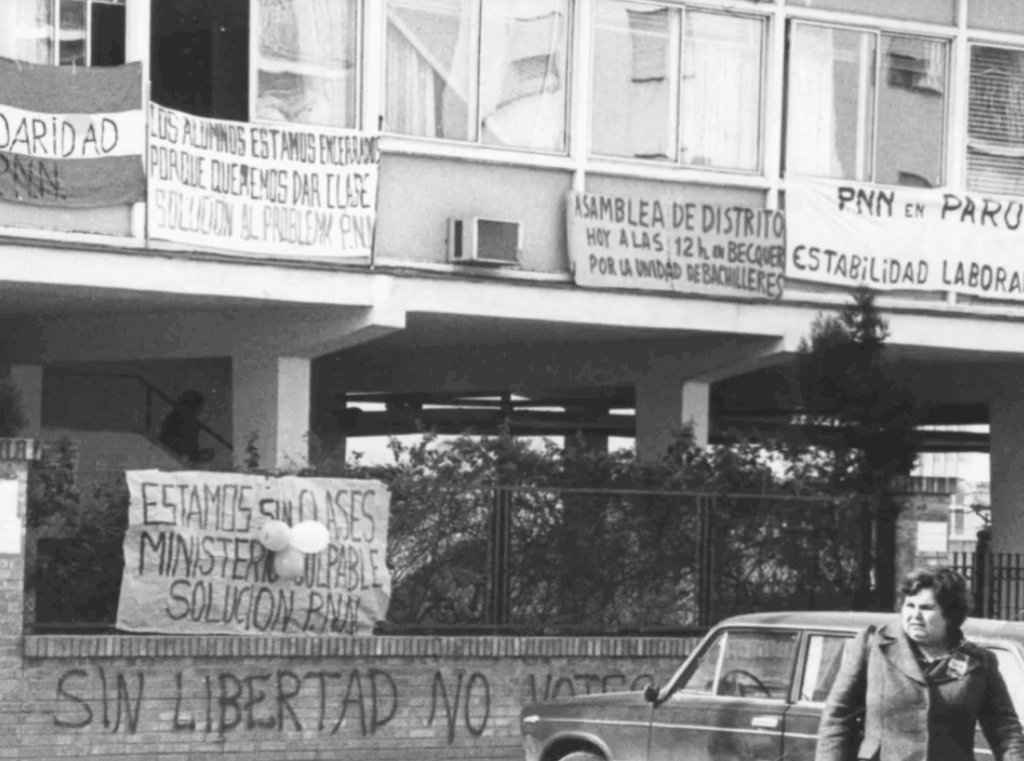 DARIDAD
PNN
LOS ALUMNOS ESTAMOS ENCERRADOS
PORQUE QUEREMOS DAR CLASE
SOLUCION AL PROBLEMA PNN
ASAMBLEA DE DISTRITO
HOY A LAS 12 h. EN BECQUER
POR LA UNIDAD DE BACHILLERES
PNN EN PARO
ESTABILIDAD LABORAL
ESTAMOS SIN CLASES
MINISTERIO CULPABLE
SOLUCION PNN
SIN LIBERTAD NO VOTES